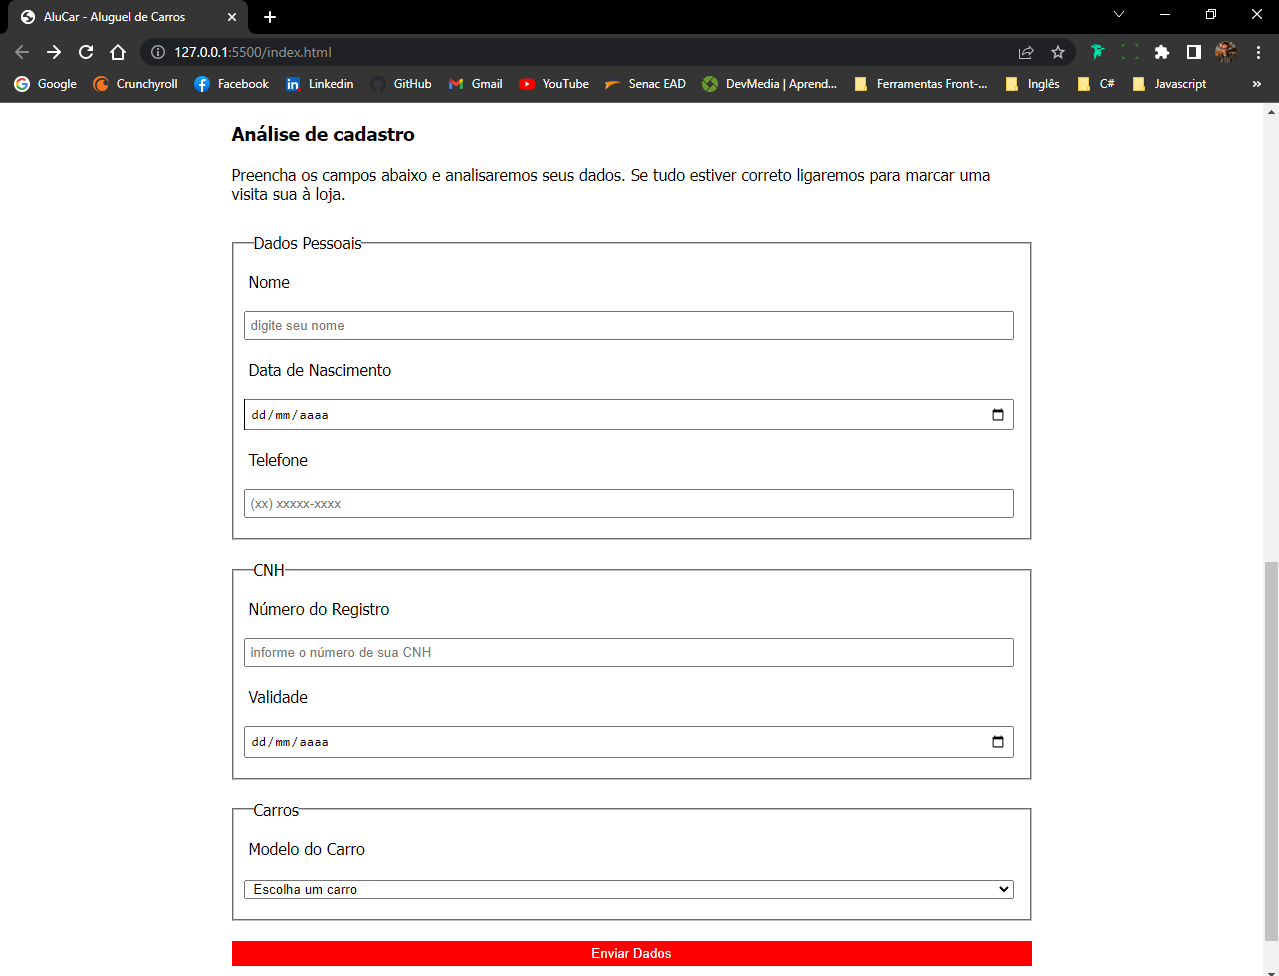 AluCar - Aluguel de Carros
127.0.0.1:5500/index.html
Google Crunchyroll Facebook Linkedin GitHub Gmail YouTube Senac EAD DevMedia | Aprend... Ferramentas Front-... Inglês C# Javascript »
Análise de cadastro
Preencha os campos abaixo e analisaremos seus dados. Se tudo estiver correto ligaremos para marcar uma
visita sua à loja.
Dados Pessoais
Nome
digite seu nome
Data de Nascimento
dd/mm/aaaa
Telefone
(xx) xxxxx-xxxx
CNH
Número do Registro
informe o número de sua CNH
Validade
dd/mm/aaaa
Carros
Modelo do Carro
Escolha um carro
Enviar Dados